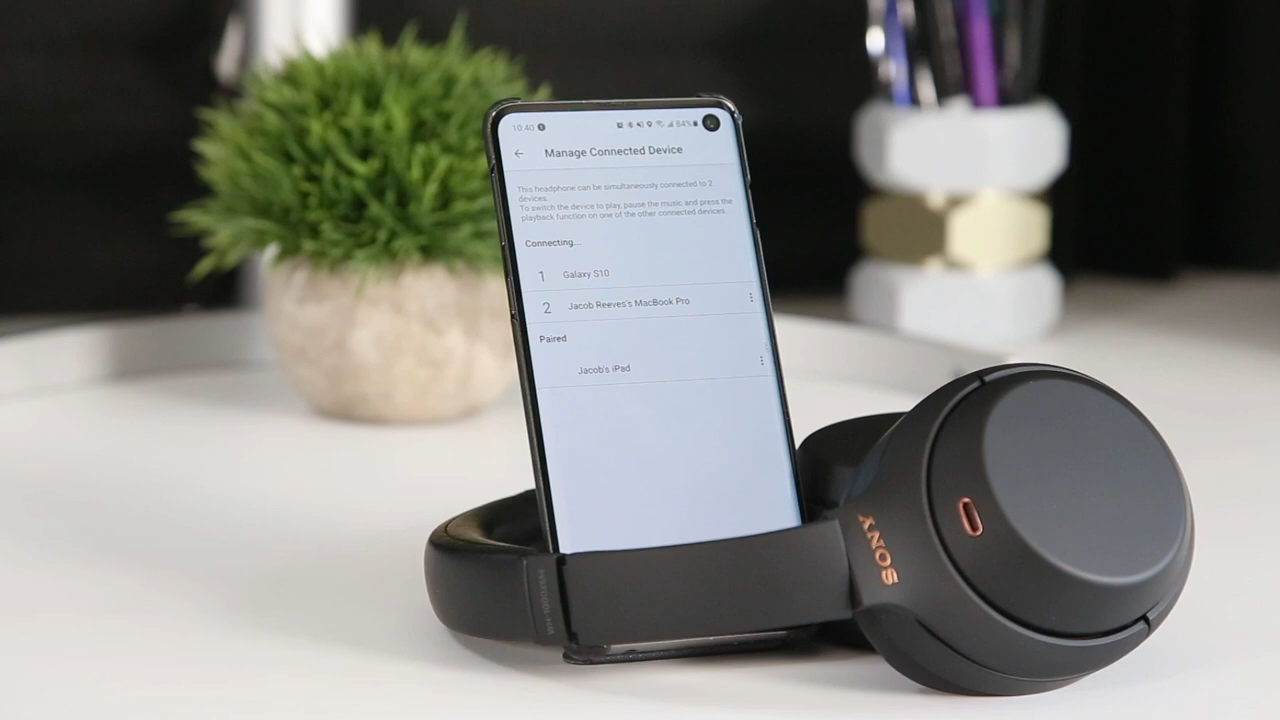 10:40
84%
Manage Connected Device
This headphone can be simultaneously connected to 2
devices.
To switch the device to play, pause the music and press the
playback function on one of the other connected devices.
Connecting...
1 Galaxy S10
2 Jacob Reeves's MacBook Pro
Paired
Jacob's iPad
SONY
WH-1000XM4